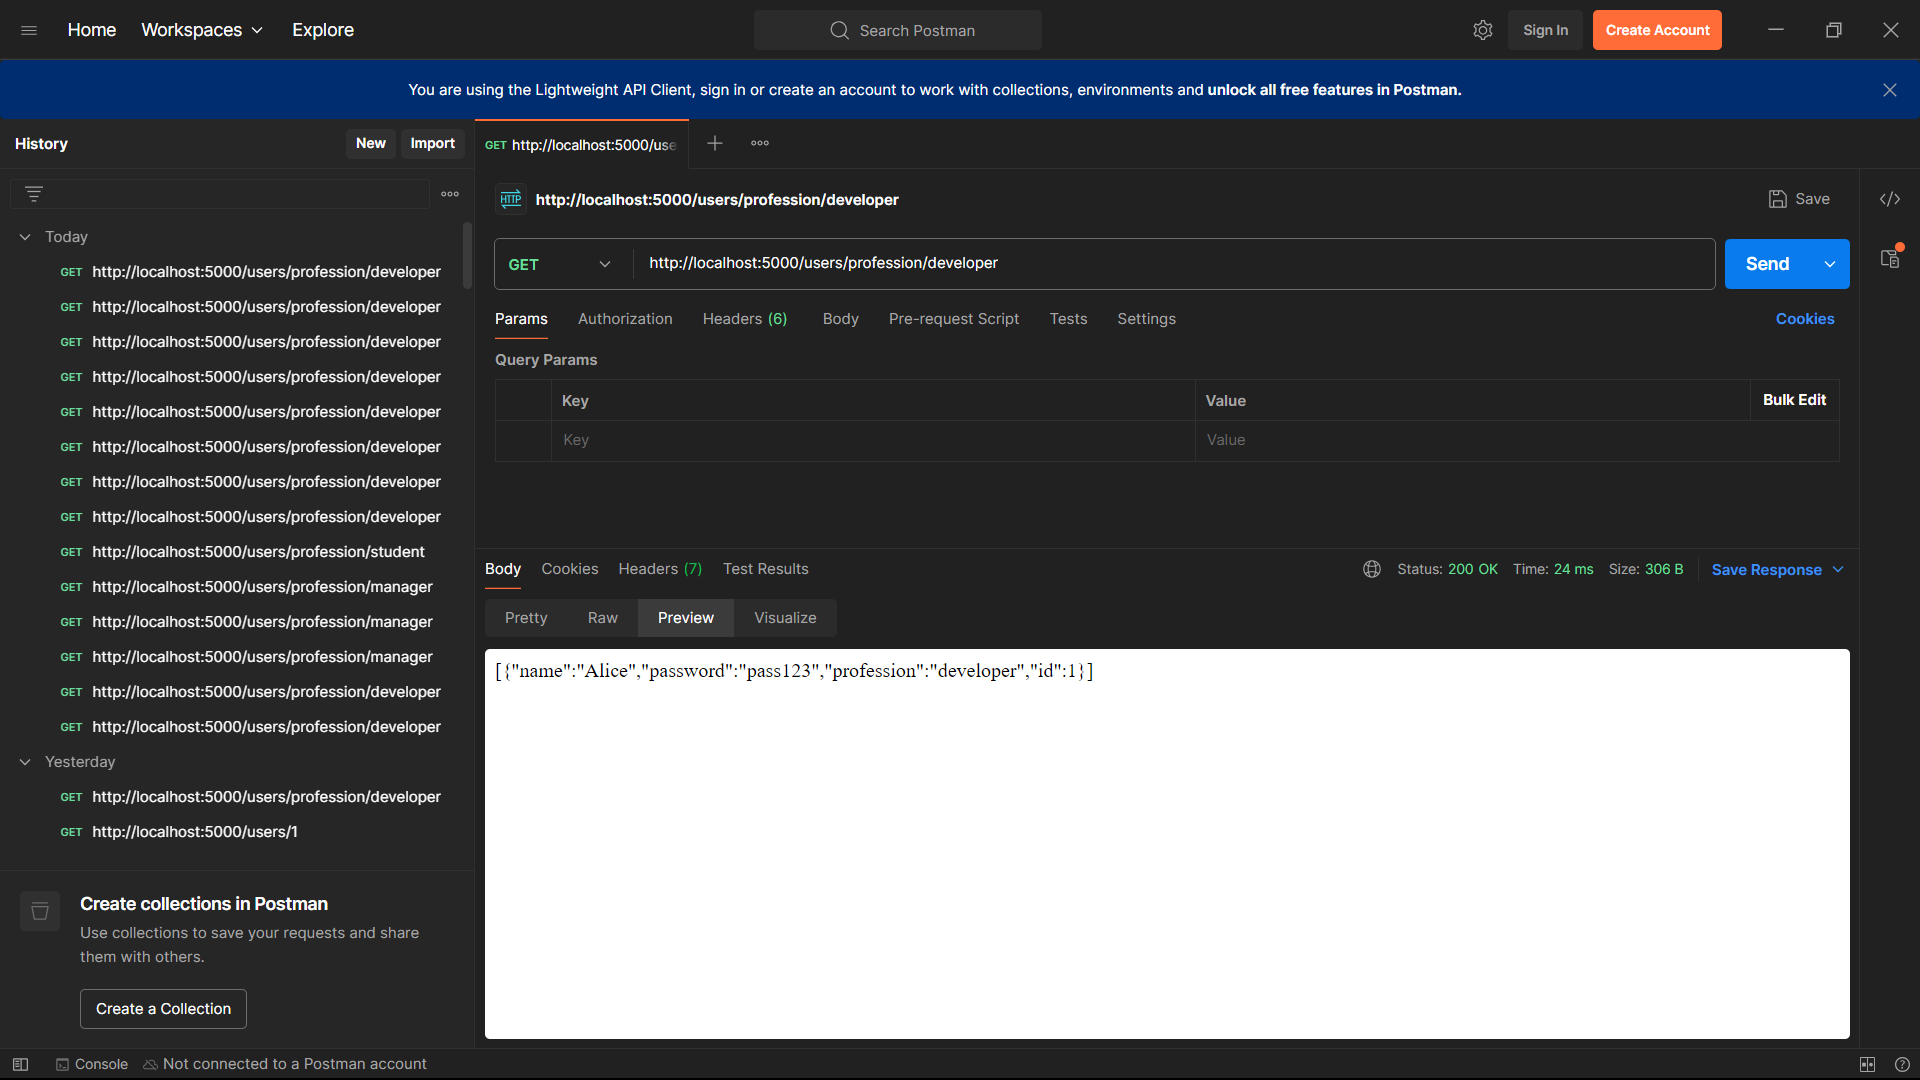 Home
Workspaces
Explore
Search Postman
Sign In
Create Account
You are using the Lightweight API Client, sign in or create an account to work with collections, environments and unlock all free features in Postman.
History
New
Import
GET http://localhost:5000/use
HTTP
http://localhost:5000/users/profession/developer
Save
Today
GET http://localhost:5000/users/profession/developer
GET http://localhost:5000/users/profession/developer
GET http://localhost:5000/users/profession/developer
GET http://localhost:5000/users/profession/developer
GET http://localhost:5000/users/profession/developer
GET http://localhost:5000/users/profession/developer
GET http://localhost:5000/users/profession/developer
GET http://localhost:5000/users/profession/developer
GET http://localhost:5000/users/profession/student
GET http://localhost:5000/users/profession/manager
GET http://localhost:5000/users/profession/manager
GET http://localhost:5000/users/profession/manager
GET http://localhost:5000/users/profession/developer
GET http://localhost:5000/users/profession/developer
Yesterday
GET http://localhost:5000/users/profession/developer
GET http://localhost:5000/users/1
Create collections in Postman
Use collections to save your requests and share
them with others.
Create a Collection
GET
http://localhost:5000/users/profession/developer
Send
Params
Authorization
Headers (6)
Body
Pre-request Script
Tests
Settings
Cookies
Query Params
Key
Value
Bulk Edit
Key
Value
Body
Cookies
Headers (7)
Test Results
Status: 200 OK
Time: 24 ms
Size: 306 B
Save Response
Pretty
Raw
Preview
Visualize
[{"name":"Alice","password":"pass123","profession":"developer","id":1}]
Console
Not connected to a Postman account